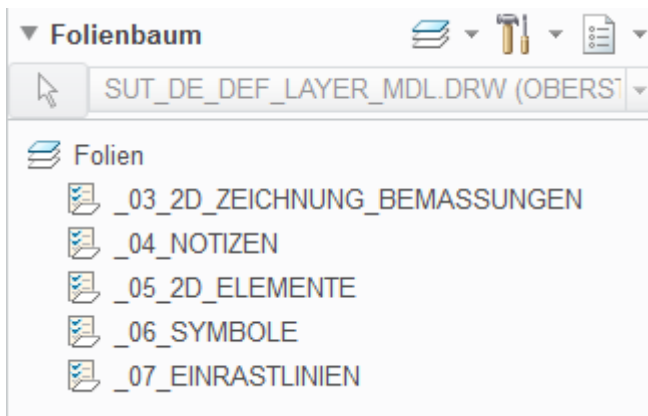 Folienbaum
SUT_DE_DEF_LAYER_MDL.DRW (OBERST
Folien
_03_2D_ZEICHNUNG_BEMASSUNGEN
_04_NOTIZEN
_05_2D_ELEMENTE
_06_SYMBOLE
_07_EINRASTLINIEN